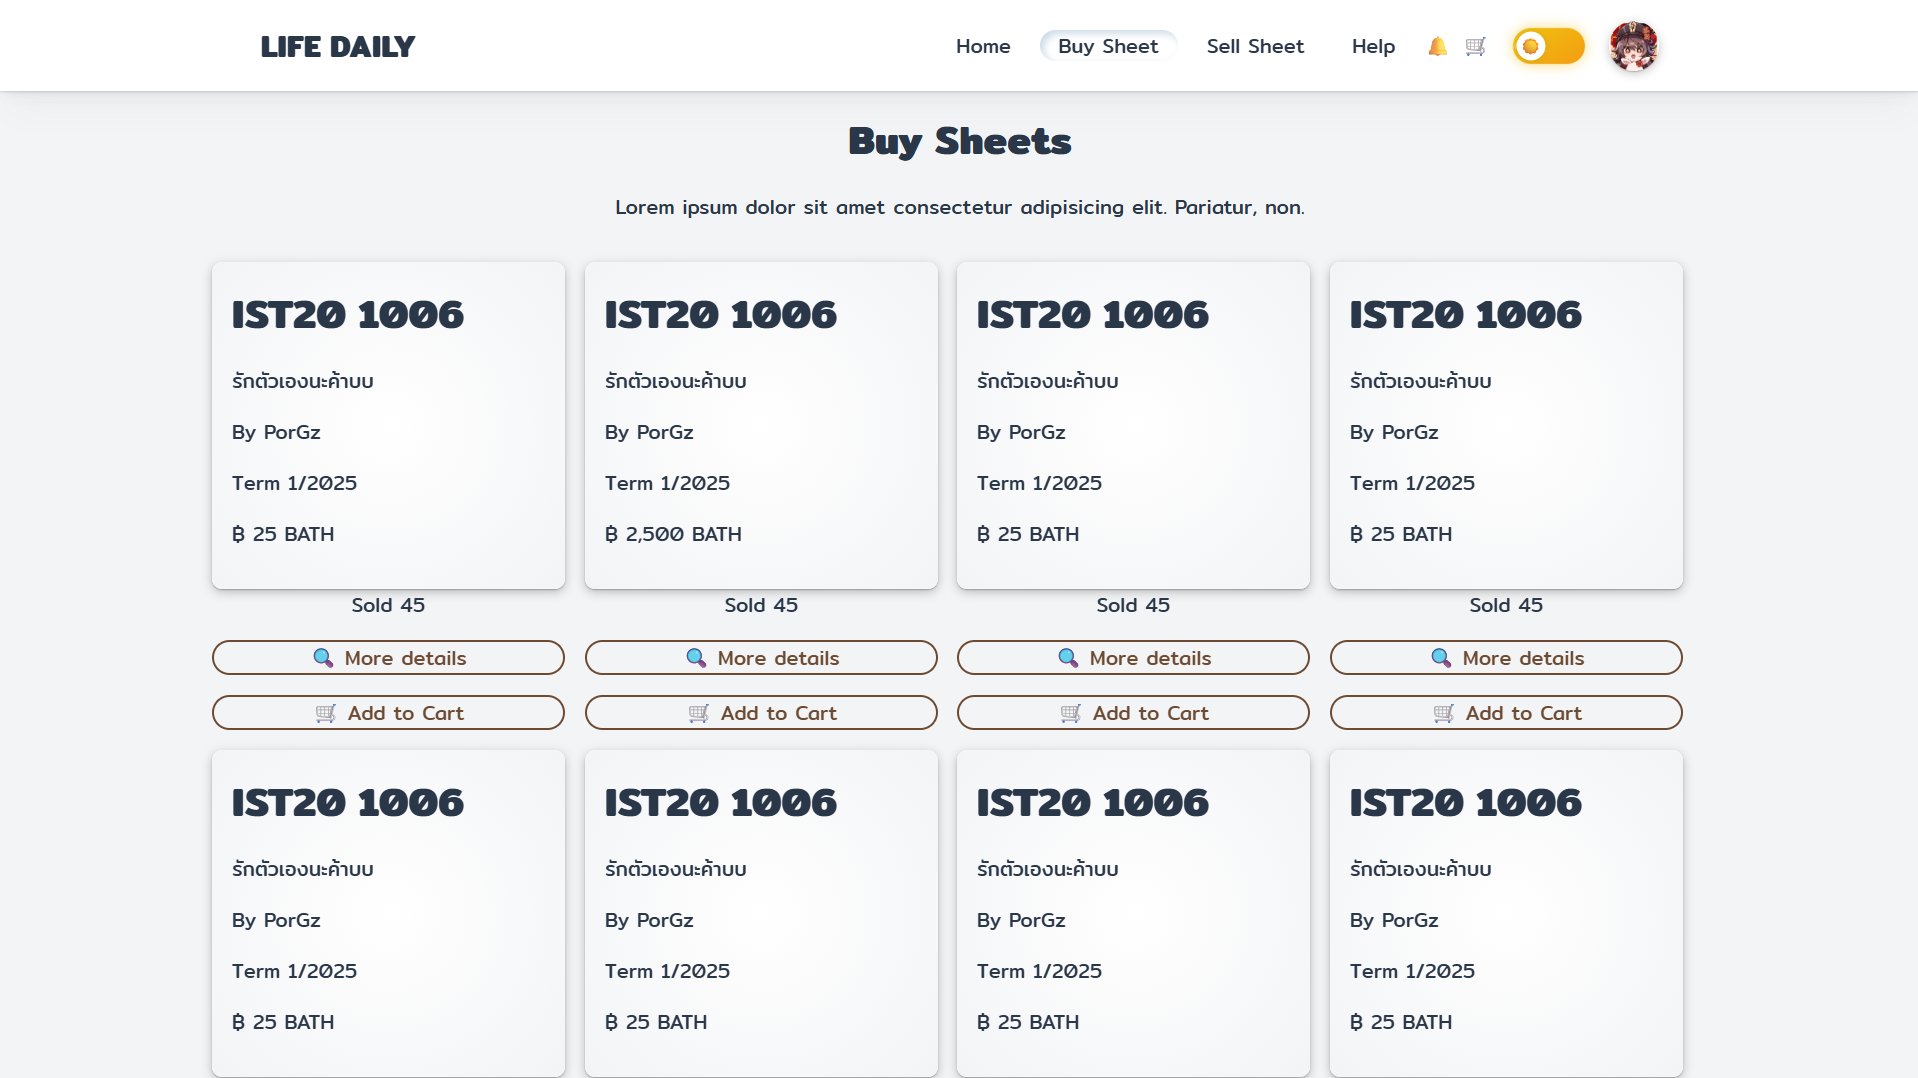 LIFE DAILY
Home
Buy Sheet
Sell Sheet
Help
Buy Sheets
Lorem ipsum dolor sit amet consectetur adipisicing elit. Pariatur, non.
IST20 1006
รักตัวเองนะค้าบบ
By PorGz
Term 1/2025
฿ 25 BATH
Sold 45
🔍 More details
🛒 Add to Cart
IST20 1006
รักตัวเองนะค้าบบ
By PorGz
Term 1/2025
฿ 2,500 BATH
Sold 45
🔍 More details
🛒 Add to Cart
IST20 1006
รักตัวเองนะค้าบบ
By PorGz
Term 1/2025
฿ 25 BATH
Sold 45
🔍 More details
🛒 Add to Cart
IST20 1006
รักตัวเองนะค้าบบ
By PorGz
Term 1/2025
฿ 25 BATH
Sold 45
🔍 More details
🛒 Add to Cart
IST20 1006
รักตัวเองนะค้าบบ
By PorGz
Term 1/2025
฿ 25 BATH
IST20 1006
รักตัวเองนะค้าบบ
By PorGz
Term 1/2025
฿ 25 BATH
IST20 1006
รักตัวเองนะค้าบบ
By PorGz
Term 1/2025
฿ 25 BATH
IST20 1006
รักตัวเองนะค้าบบ
By PorGz
Term 1/2025
฿ 25 BATH